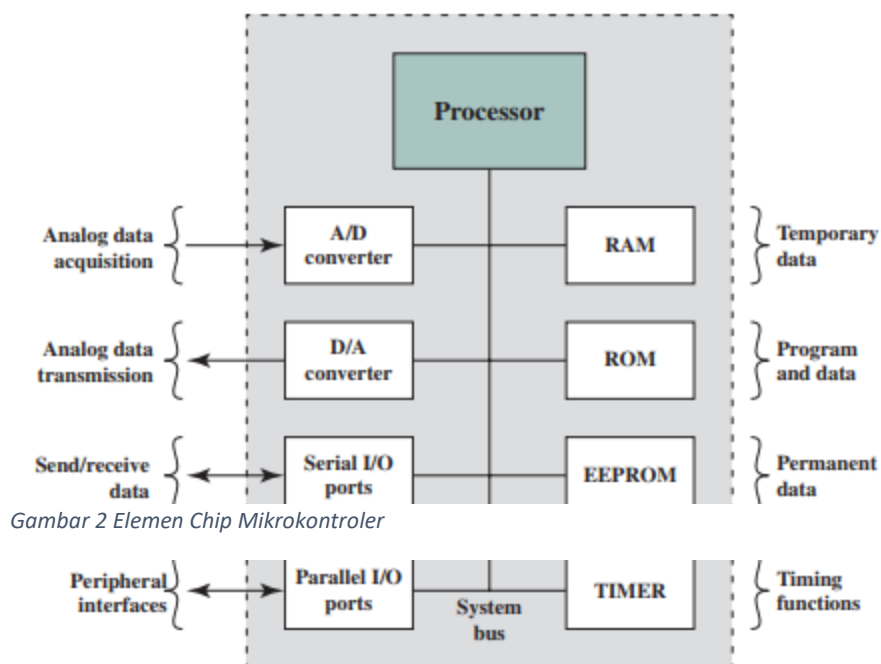 Processor
Analog data
acquisition
A/D
converter
RAM
Temporary
data
Analog data
transmission
D/A
converter
ROM
Program
and data
Send/receive
data
Serial I/O
ports
EEPROM
Permanent
data
Gambar 2 Elemen Chip Mikrokontroler
Peripheral
interfaces
Parallel I/O
ports
System
bus
TIMER
Timing
functions